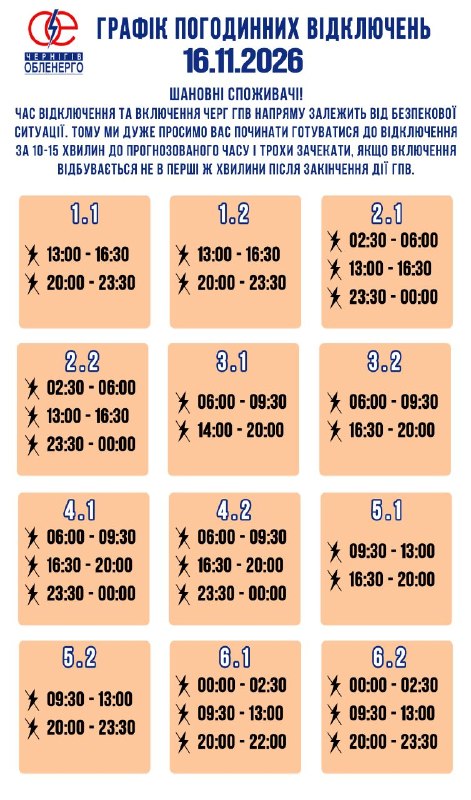 ЧЕРНІГІВ
ОБЛЕНЕРГО
ГРАФІК ПОГОДИННИХ ВІДКЛЮЧЕНЬ
16.11.2026
ШАНОВНІ СПОЖИВАЧІ!
ЧАС ВІДКЛЮЧЕННЯ ТА ВКЛЮЧЕННЯ ЧЕРГ ГПВ НАПРЯМУ ЗАЛЕЖИТЬ ВІД БЕЗПЕКОВОЇ
СИТУАЦІЇ. ТОМУ МИ ДУЖЕ ПРОСИМО ВАС ПОЧИНАТИ ГОТУВАТИСЯ ДО ВІДКЛЮЧЕННЯ
ЗА 10-15 ХВИЛИН ДО ПРОГНОЗОВАНОГО ЧАСУ І ТРОХИ ЗАЧЕКАТИ, ЯКЩО ВКЛЮЧЕННЯ
ВІДБУВАЄТЬСЯ НЕ В ПЕРШІ Ж ХВИЛИНИ ПІСЛЯ ЗАКІНЧЕННЯ ДІЇ ГПВ.
1.1
13:00 - 16:30
20:00 - 23:30
1.2
13:00 - 16:30
20:00 - 23:30
2.1
02:30 - 06:00
13:00 - 16:30
23:30 - 00:00
2.2
02:30 - 06:00
13:00 - 16:30
23:30 - 00:00
3.1
06:00 - 09:30
14:00 - 20:00
3.2
06:00 - 09:30
16:30 - 20:00
4.1
06:00 - 09:30
16:30 - 20:00
23:30 - 00:00
4.2
06:00 - 09:30
16:30 - 20:00
23:30 - 00:00
5.1
09:30 - 13:00
16:30 - 20:00
5.2
09:30 - 13:00
20:00 - 23:30
6.1
00:00 - 02:30
09:30 - 13:00
20:00 - 22:00
6.2
00:00 - 02:30
09:30 - 13:00
20:00 - 23:30